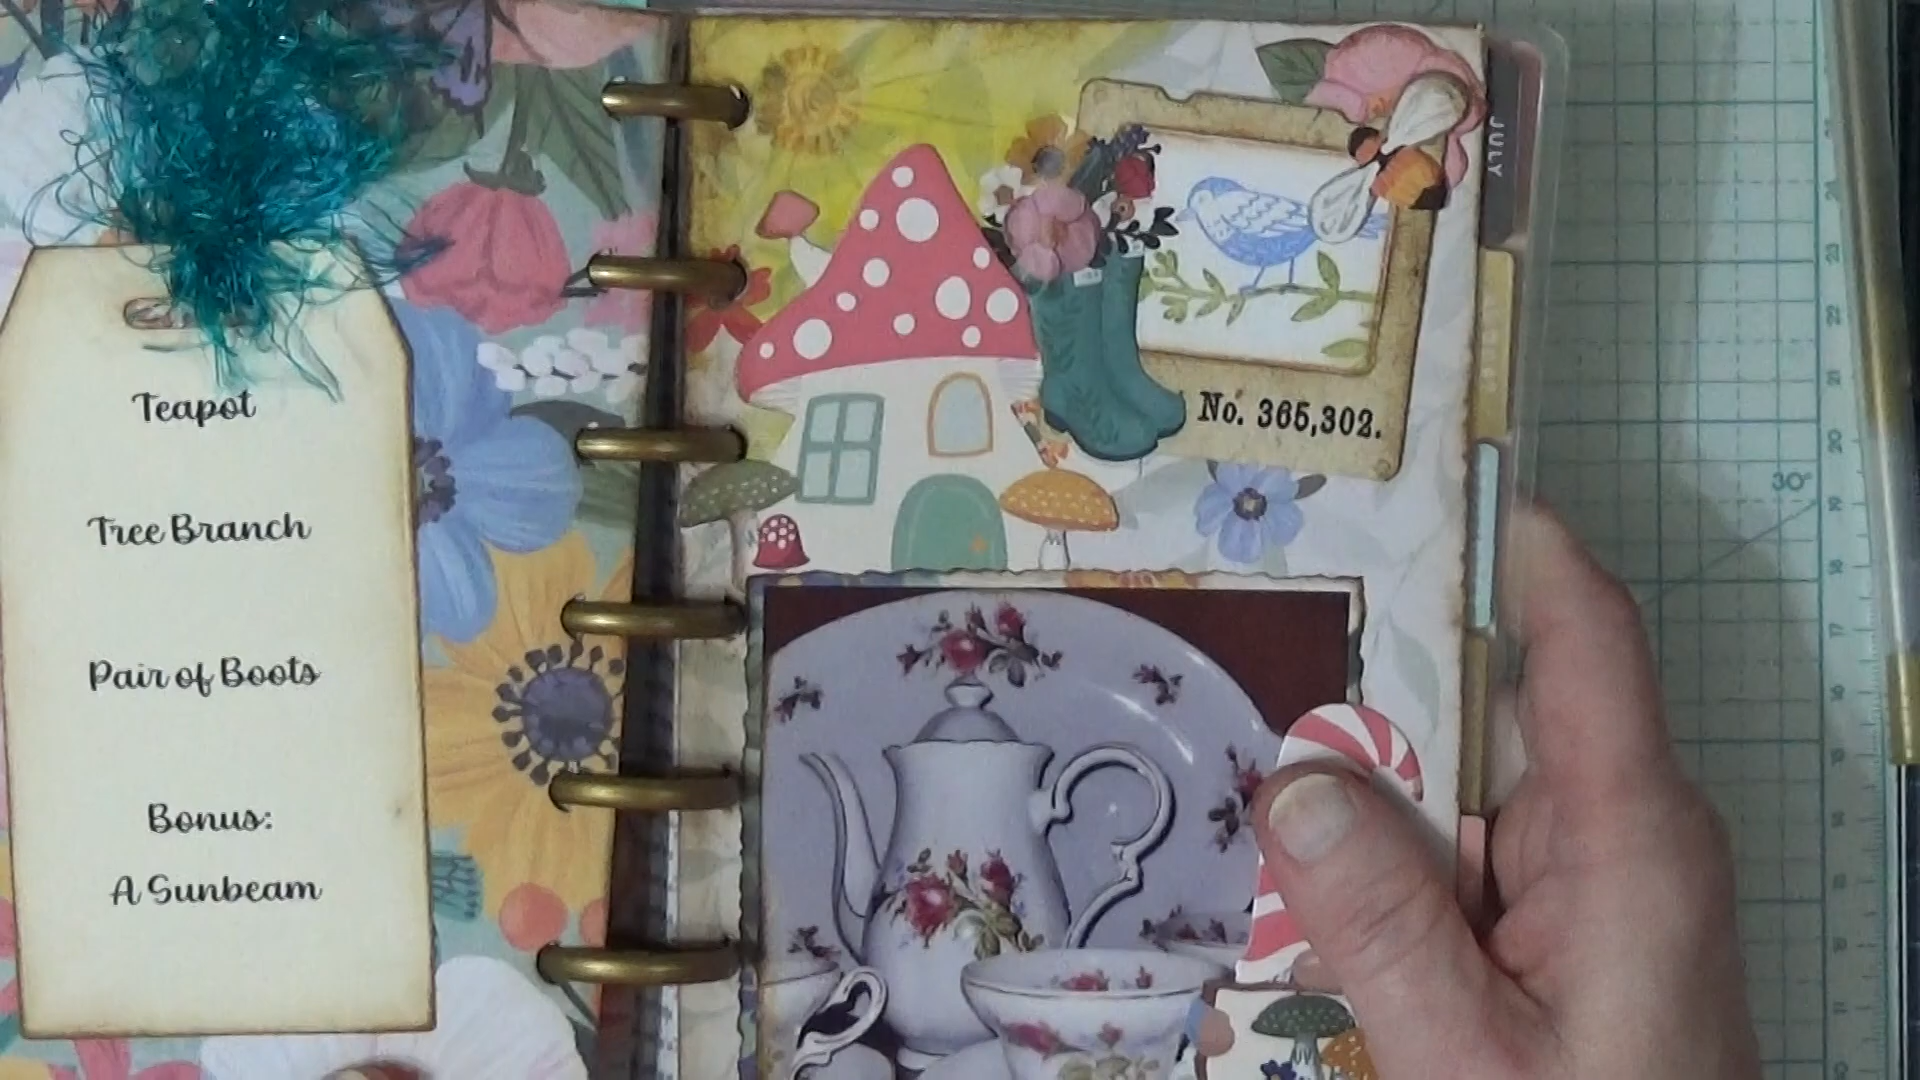 Teapot
Tree Branch
Pair of Boots
Bonus:
A Sunbeam
No. 365,302.
JULY
30°